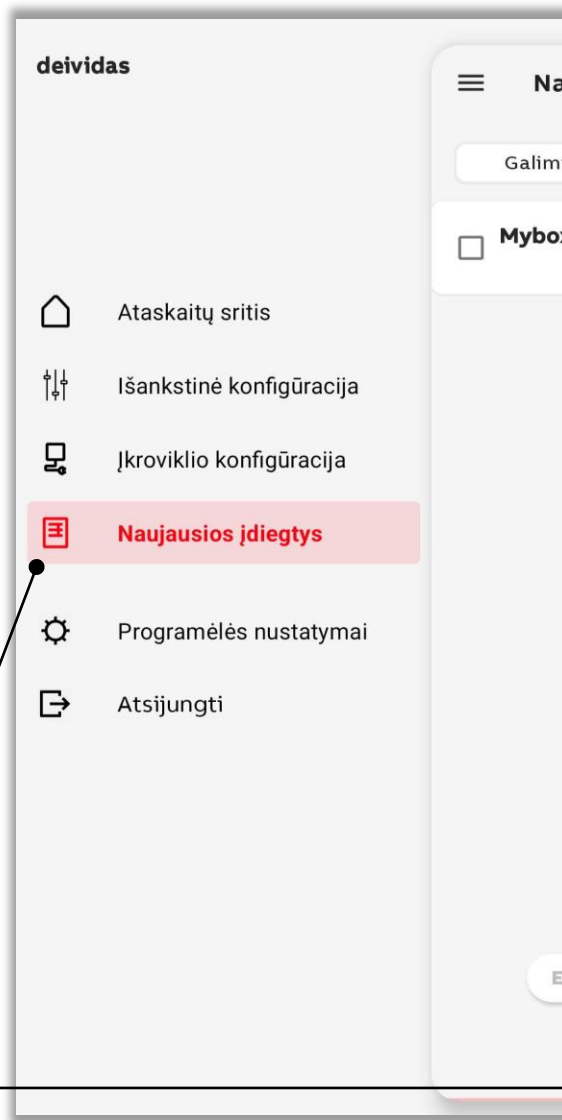 deividas
Ataskaitų sritis
Išankstinė konfigūracija
Įkroviklio konfigūracija
Naujausios įdiegtys
Programėlės nustatymai
Atsijungti